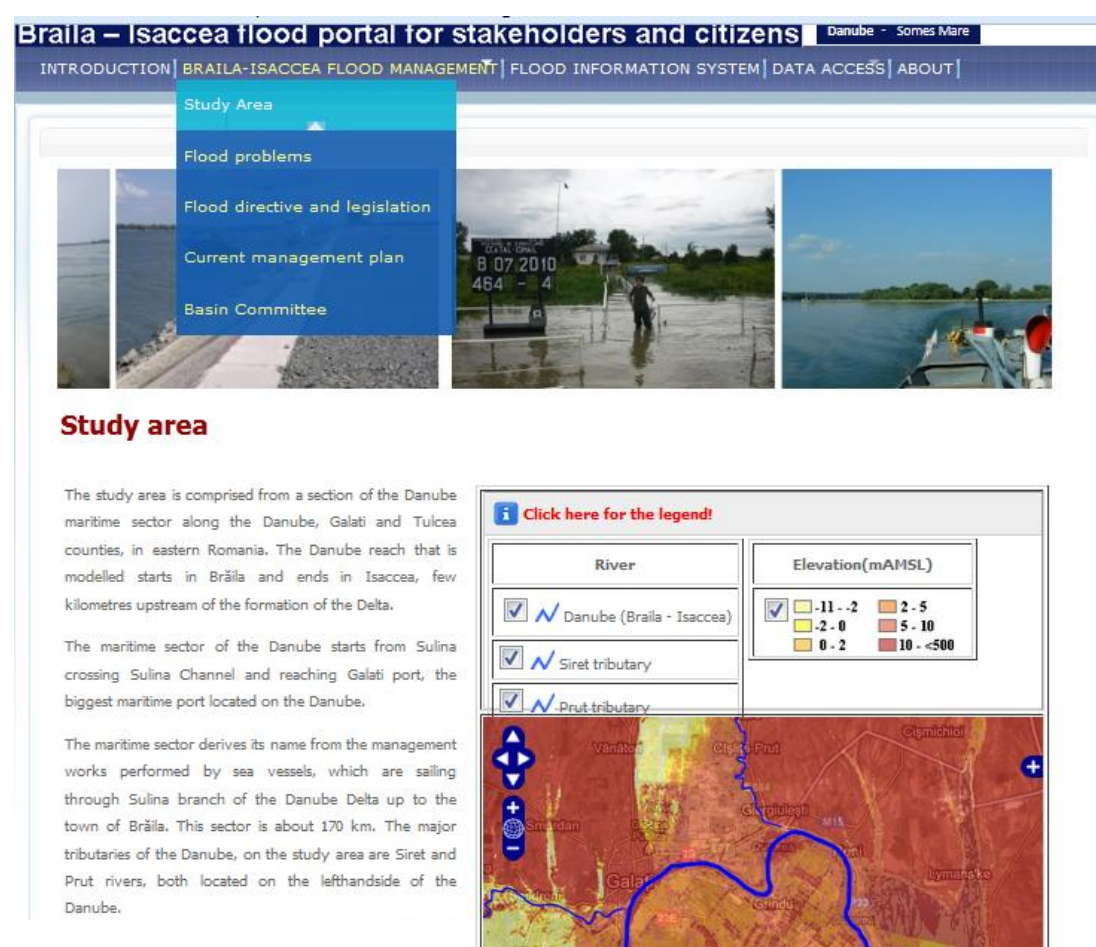 Braila – Isaccea flood portal for stakeholders and citizens Danube - Somes Mare
INTRODUCTION BRAILA-ISACCEA FLOOD MANAGEMENT FLOOD INFORMATION SYSTEM DATA ACCESS ABOUT
Study Area
Flood problems
Flood directive and legislation
Current management plan
Basin Committee
CEATAL ISMAIL
8 07 2010
464 - 4
Study area
The study area is comprised from a section of the Danube
maritime sector along the Danube, Galati and Tulcea
counties, in eastern Romania. The Danube reach that is
modelled starts in Brăila and ends in Isaccea, few
kilometres upstream of the formation of the Delta.
The maritime sector of the Danube starts from Sulina
crossing Sulina Channel and reaching Galati port, the
biggest maritime port located on the Danube.
The maritime sector derives its name from the management
works performed by sea vessels, which are sailing
through Sulina branch of the Danube Delta up to the
town of Brăila. This sector is about 170 km. The major
tributaries of the Danube, on the study area are Siret and
Prut rivers, both located on the lefthandside of the
Danube.
Click here for the legend!
River
Danube (Braila - Isaccea)
Siret tributary
Prut tributary
Elevation(mAMSL)
-11 - -2 2 - 5
-2 - 0 5 - 10
0 - 2 10 - <500
Cișmichioi
Giurgiulești
M15
Reni
Lymans'ke
Galați
Grindu
22E